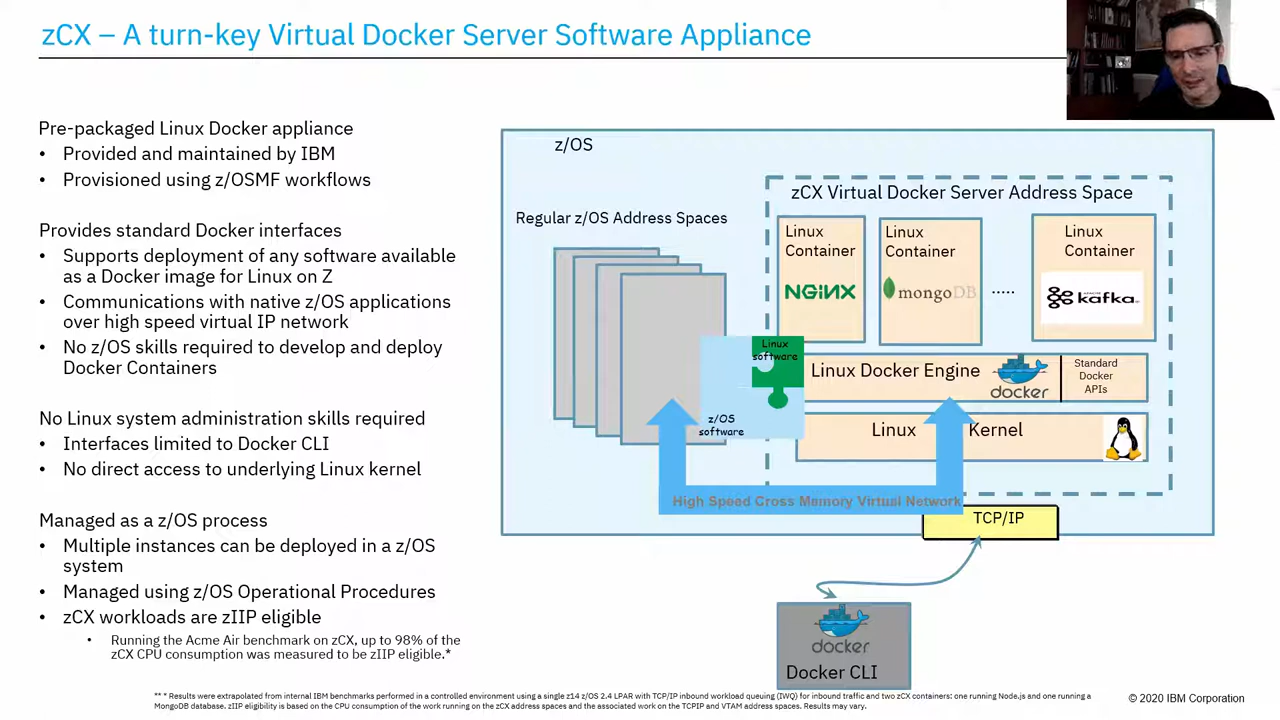 zCX – A turn-key Virtual Docker Server Software Appliance
Pre-packaged Linux Docker appliance
• Provided and maintained by IBM
• Provisioned using z/OSMF workflows
Provides standard Docker interfaces
• Supports deployment of any software available
as a Docker image for Linux on Z
• Communications with native z/OS applications
over high speed virtual IP network
• No z/OS skills required to develop and deploy
Docker Containers
No Linux system administration skills required
• Interfaces limited to Docker CLI
• No direct access to underlying Linux kernel
Managed as a z/OS process
• Multiple instances can be deployed in a z/OS
system
• Managed using z/OS Operational Procedures
• zCX workloads are zIIP eligible
• Running the Acme Air benchmark on zCX, up to 98% of the
zCX CPU consumption was measured to be zIIP eligible.*
z/OS
Regular z/OS Address Spaces
zCX Virtual Docker Server Address Space
Linux
Container
NGINX
Linux
Container
mongoDB
.....
Linux
Container
kafka
Linux
software
z/OS
software
Linux Docker Engine
docker
Standard
Docker
APIs
Linux Kernel
High Speed Cross Memory Virtual Network
TCP/IP
docker
Docker CLI
** * Results were extrapolated from internal IBM benchmarks performed in a controlled environment using a single z14 z/OS 2.4 LPAR with TCP/IP inbound workload queuing (IWQ) for inbound traffic and two zCX containers: one running Node.js and one running a
MongoDB database. zIIP eligibility is based on the CPU consumption of the work running on the zCX address spaces and the associated work on the TCPIP and VTAM address spaces. Results may vary.
© 2020 IBM Corporation